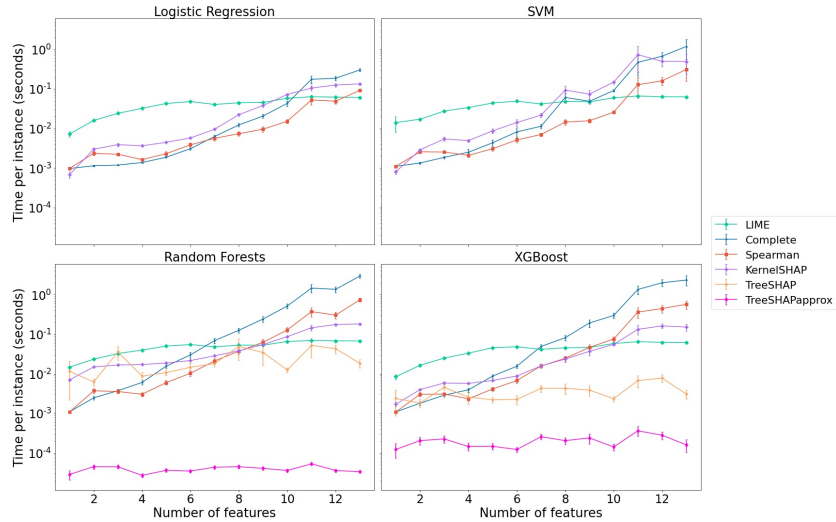 Logistic Regression
SVM
Time per instance (seconds)
10^0
10^-1
10^-2
10^-3
10^-4
LIME
Complete
Spearman
KernelSHAP
TreeSHAP
TreeSHAPapprox
Random Forests
XGBoost
Time per instance (seconds)
10^0
10^-1
10^-2
10^-3
10^-4
2 4 6 8 10 12
2 4 6 8 10 12
Number of features
Number of features